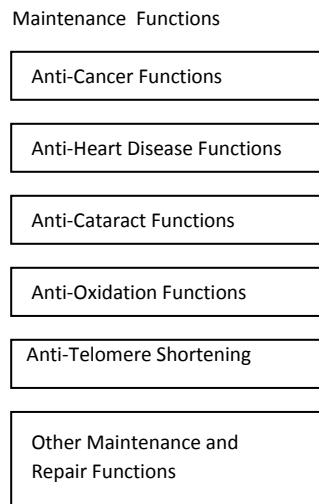 Maintenance Functions
Anti-Cancer Functions
Anti-Heart Disease Functions
Anti-Cataract Functions
Anti-Oxidation Functions
Anti-Telomere Shortening
Other Maintenance and
Repair Functions